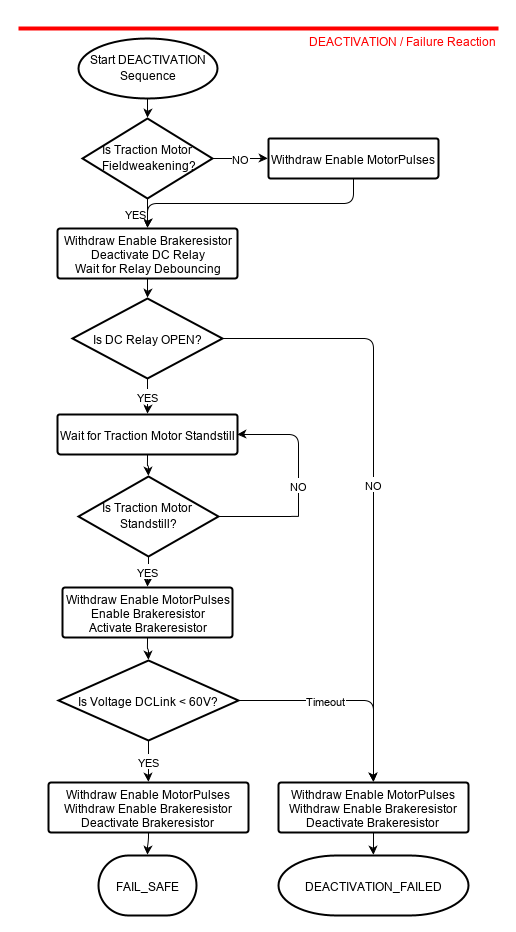 DEACTIVATION / Failure Reaction
Start DEACTIVATION
Sequence
Is Traction Motor
Fieldweakening?
NO
Withdraw Enable MotorPulses
YES
Withdraw Enable Brakeresistor
Deactivate DC Relay
Wait for Relay Debouncing
Is DC Relay OPEN?
YES
Wait for Traction Motor Standstill
NO
NO
Is Traction Motor
Standstill?
YES
Withdraw Enable MotorPulses
Enable Brakeresistor
Activate Brakeresistor
Is Voltage DCLink < 60V?
Timeout
YES
Withdraw Enable MotorPulses
Withdraw Enable Brakeresistor
Deactivate Brakeresistor
Withdraw Enable MotorPulses
Withdraw Enable Brakeresistor
Deactivate Brakeresistor
FAIL_SAFE
DEACTIVATION_FAILED